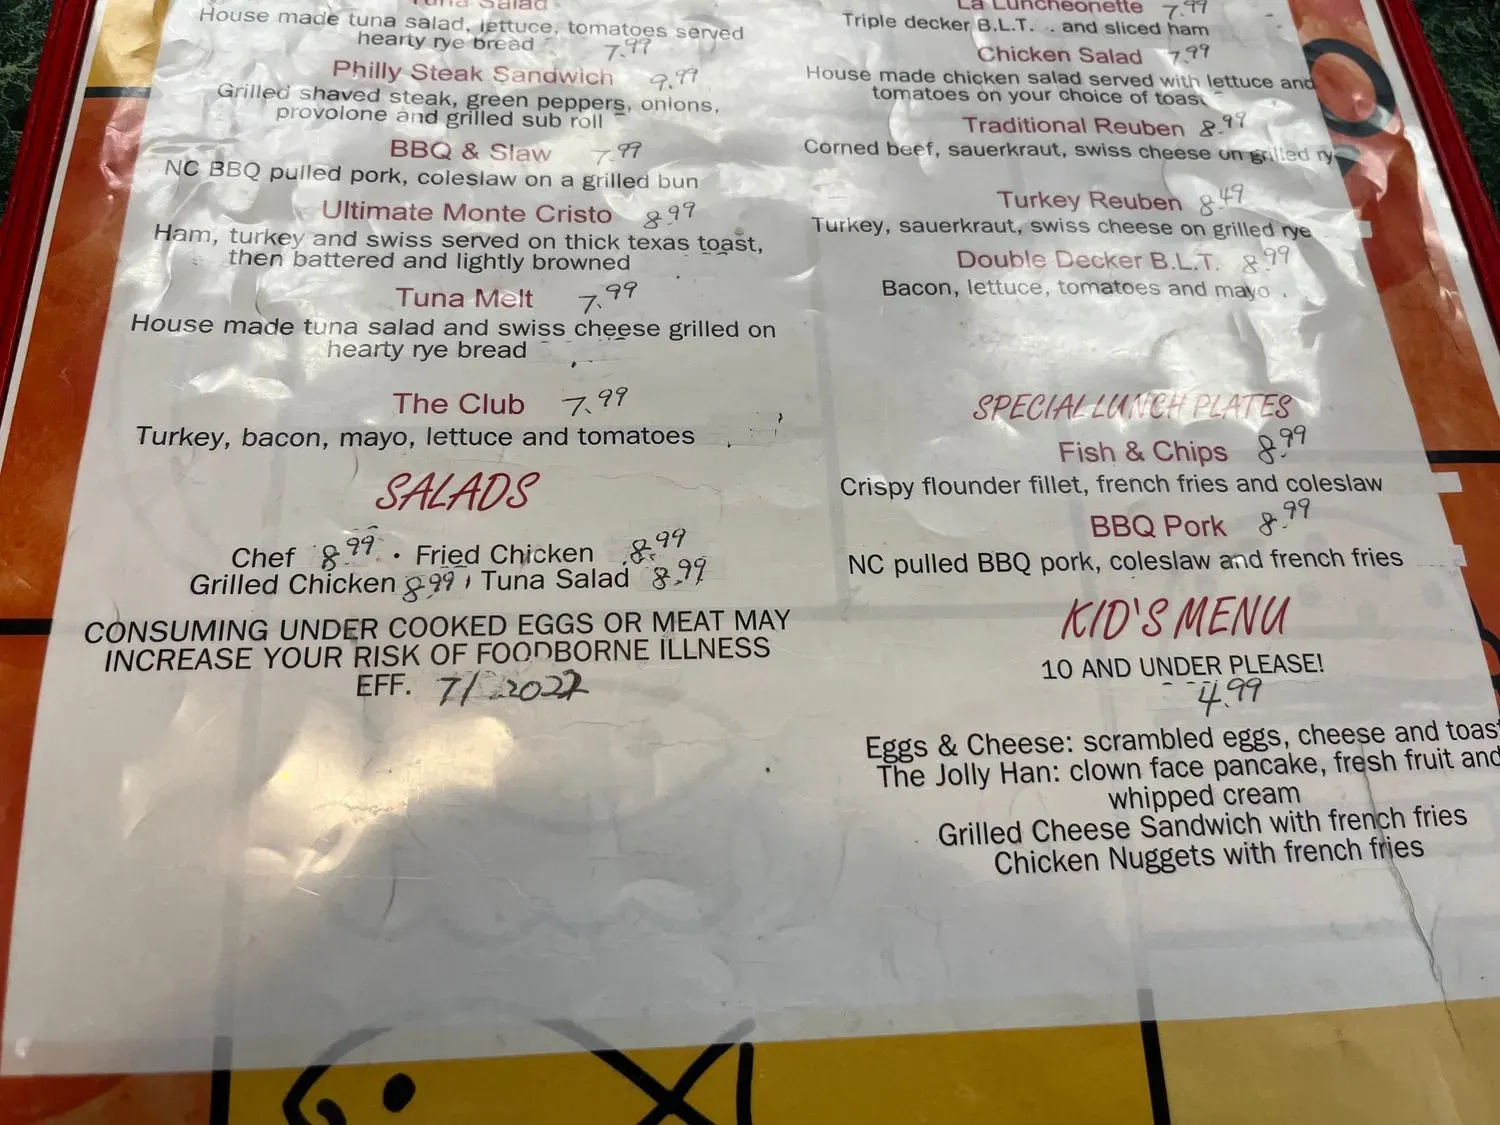 Tuna Salad
House made tuna salad, lettuce, tomatoes served
hearty rye bread 7.99
Philly Steak Sandwich 9.99
Grilled shaved steak, green peppers, onions,
provolone and grilled sub roll
BBQ & Slaw 7.99
NC BBQ pulled pork, coleslaw on a grilled bun
Ultimate Monte Cristo 8.99
Ham, turkey and swiss served on thick texas toast,
then battered and lightly browned
Tuna Melt 7.99
House made tuna salad and swiss cheese grilled on
hearty rye bread
The Club 7.99
Turkey, bacon, mayo, lettuce and tomatoes
SALADS
Chef 8.99 · Fried Chicken 8.99
Grilled Chicken 8.99 · Tuna Salad 8.99
CONSUMING UNDER COOKED EGGS OR MEAT MAY
INCREASE YOUR RISK OF FOODBORNE ILLNESS
EFF. 7/ 2022
La Luncheonette 7.99
Triple decker B.L.T. . and sliced ham
Chicken Salad 7.99
House made chicken salad served with lettuce and
tomatoes on your choice of toast
Traditional Reuben 8.99
Corned beef, sauerkraut, swiss cheese on grilled ry
Turkey Reuben 8.49
Turkey, sauerkraut, swiss cheese on grilled rye
Double Decker B.L.T. 8.99
Bacon, lettuce, tomatoes and mayo
SPECIAL LUNCH PLATES
Fish & Chips 8.99
Crispy flounder fillet, french fries and coleslaw
BBQ Pork 8.99
NC pulled BBQ pork, coleslaw and french fries
KID'S MENU
10 AND UNDER PLEASE!
4.99
Eggs & Cheese: scrambled eggs, cheese and toast
The Jolly Han: clown face pancake, fresh fruit and
whipped cream
Grilled Cheese Sandwich with french fries
Chicken Nuggets with french fries